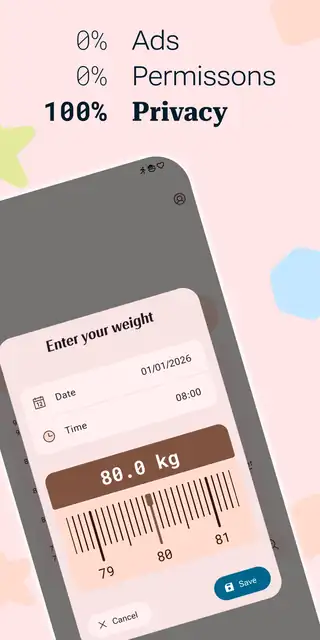 0% Ads
0% Permissons
100% Privacy
Enter your weight
Date 01/01/2026
Time 08:00
80.0 kg
79 80 81
Save
Cancel